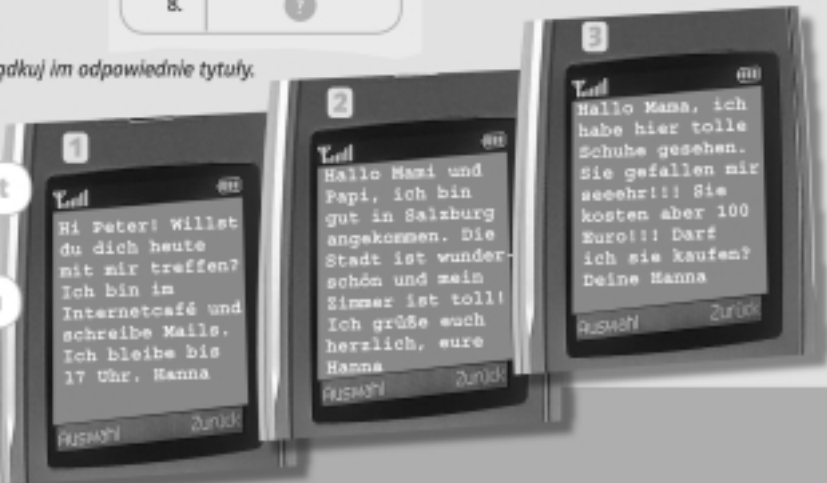 8. ?
ądkuj im odpowiednie tytuły.
1
Hi Peter! Willst
du dich heute
mit mir treffen?
Ich bin im
Internetcafé und
schreibe Mails.
Ich bleibe bis
17 Uhr. Hanna
Auswahl Zurück
2
Hallo Mami und
Papi, ich bin
gut in Salzburg
angekommen. Die
Stadt ist wunder-
schön und mein
Zimmer ist toll!
Ich grüße euch
herzlich, eure
Hanna
Auswahl Zurück
3
Hallo Mama, ich
habe hier tolle
Schuhe gesehen.
Sie gefallen mir
seeehr!!! Sie
kosten aber 100
Euro!!! Darf
ich sie kaufen?
Deine Hanna
Auswahl Zurück